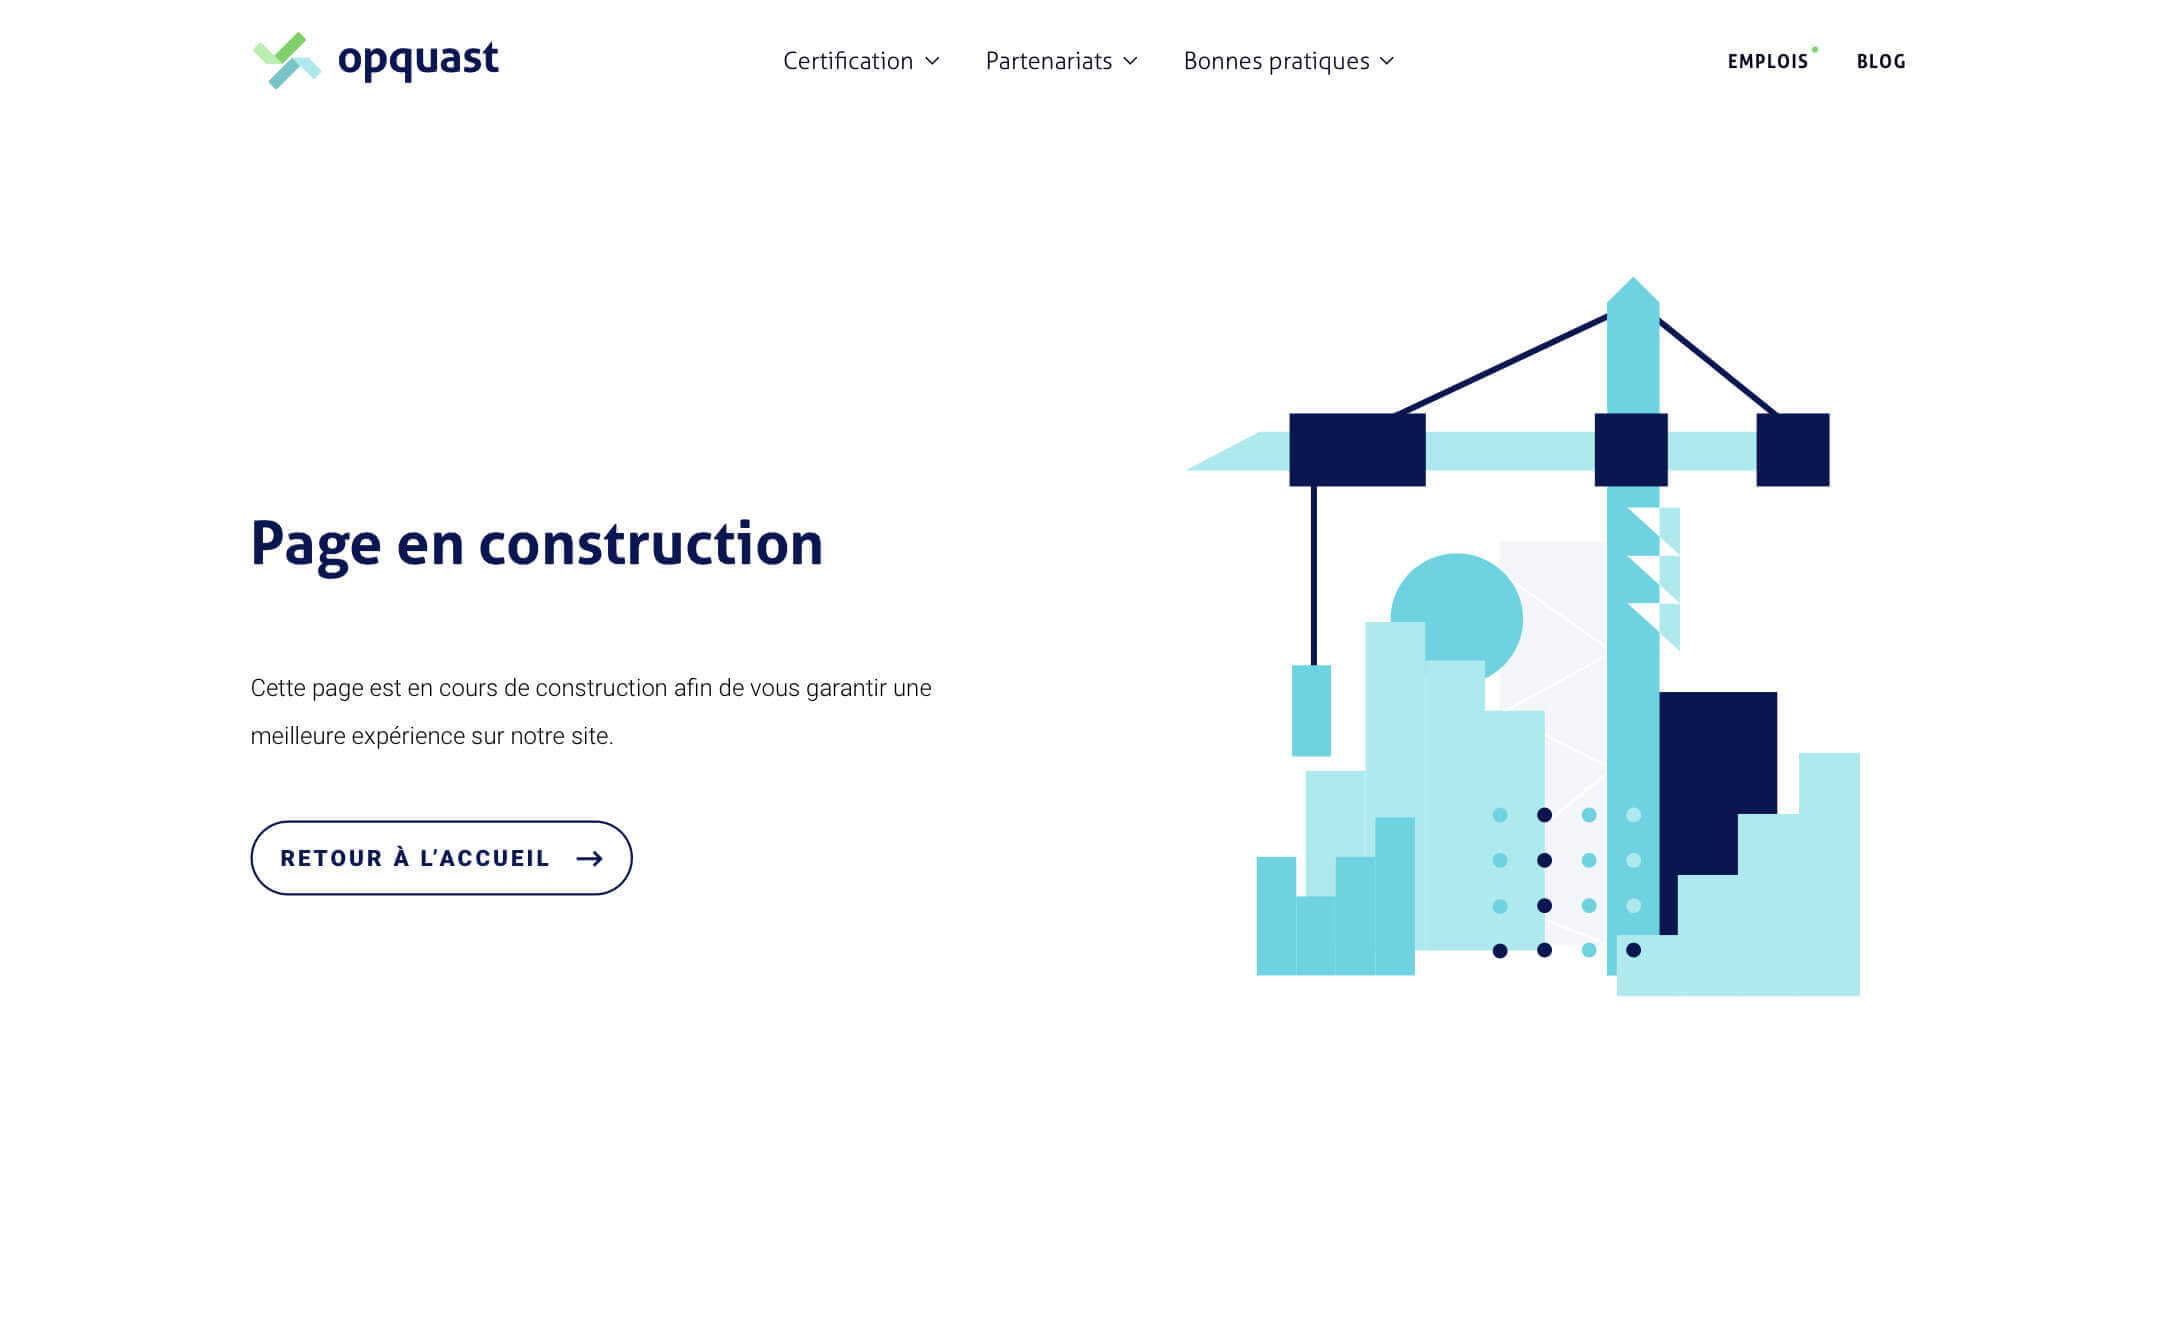 opquast
Certification
Partenariats
Bonnes pratiques
EMPLOIS
BLOG
Page en construction
Cette page est en cours de construction afin de vous garantir une
meilleure expérience sur notre site.
RETOUR À L’ACCUEIL